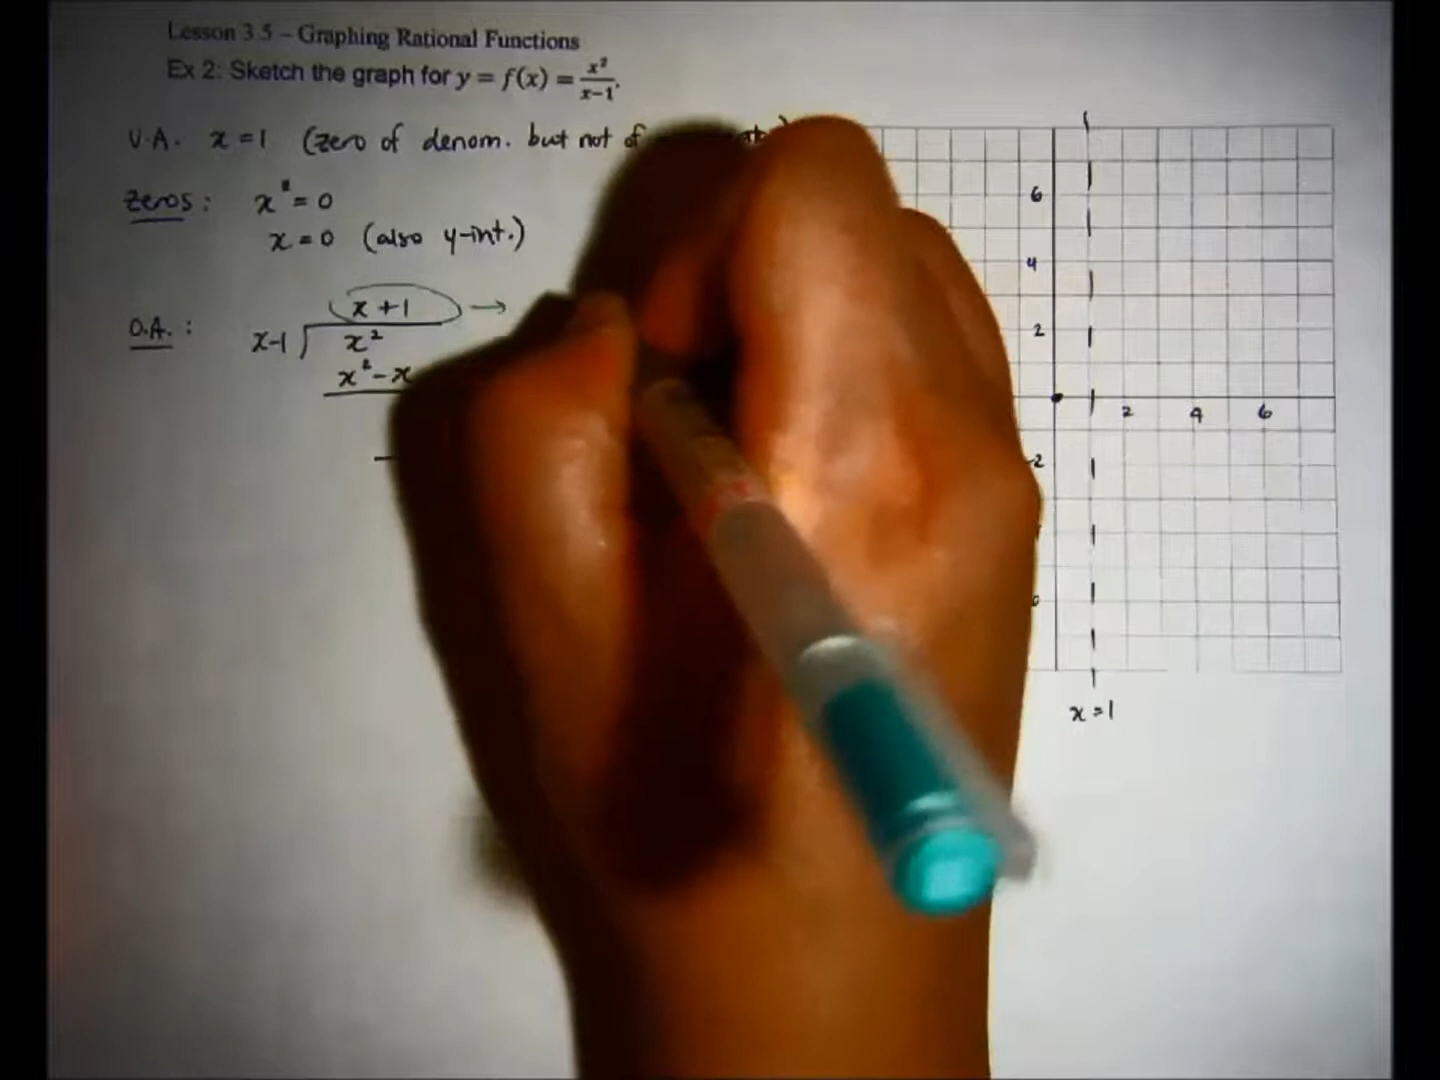 Lesson 3.5 – Graphing Rational Functions
Ex 2: Sketch the graph for y = f(x) = x²/x−1.
V.A. x = 1 (zero of denom. but not of
Zeros: x² = 0
x = 0 (also y-int.)
x + 1 →
O.A.: x-1 x²
x² - x
6
4
2
2 4 6
-2
x = 1